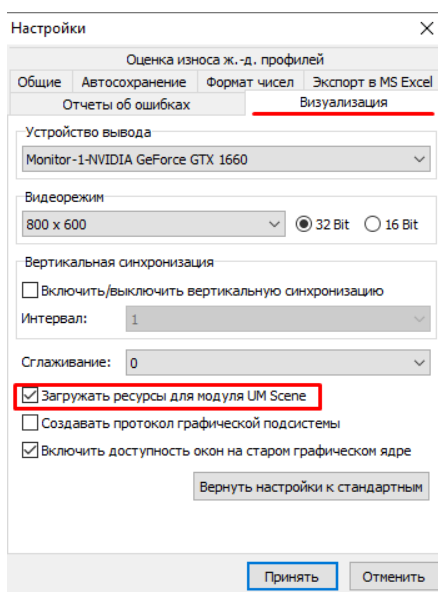 Настройки
Оценка износа ж.-д. профилей
Общие Автосохранение Формат чисел Экспорт в MS Excel
Отчеты об ошибках Визуализация
Устройство вывода
Monitor-1-NVIDIA GeForce GTX 1660
Видеорежим
800 x 600 32 Bit 16 Bit
Вертикальная синхронизация
Включить/выключить вертикальную синхронизацию
Интервал: 1
Сглаживание: 0
Загружать ресурсы для модуля UM Scene
Создавать протокол графической подсистемы
Включить доступность окон на старом графическом ядре
Вернуть настройки к стандартным
Принять Отменить